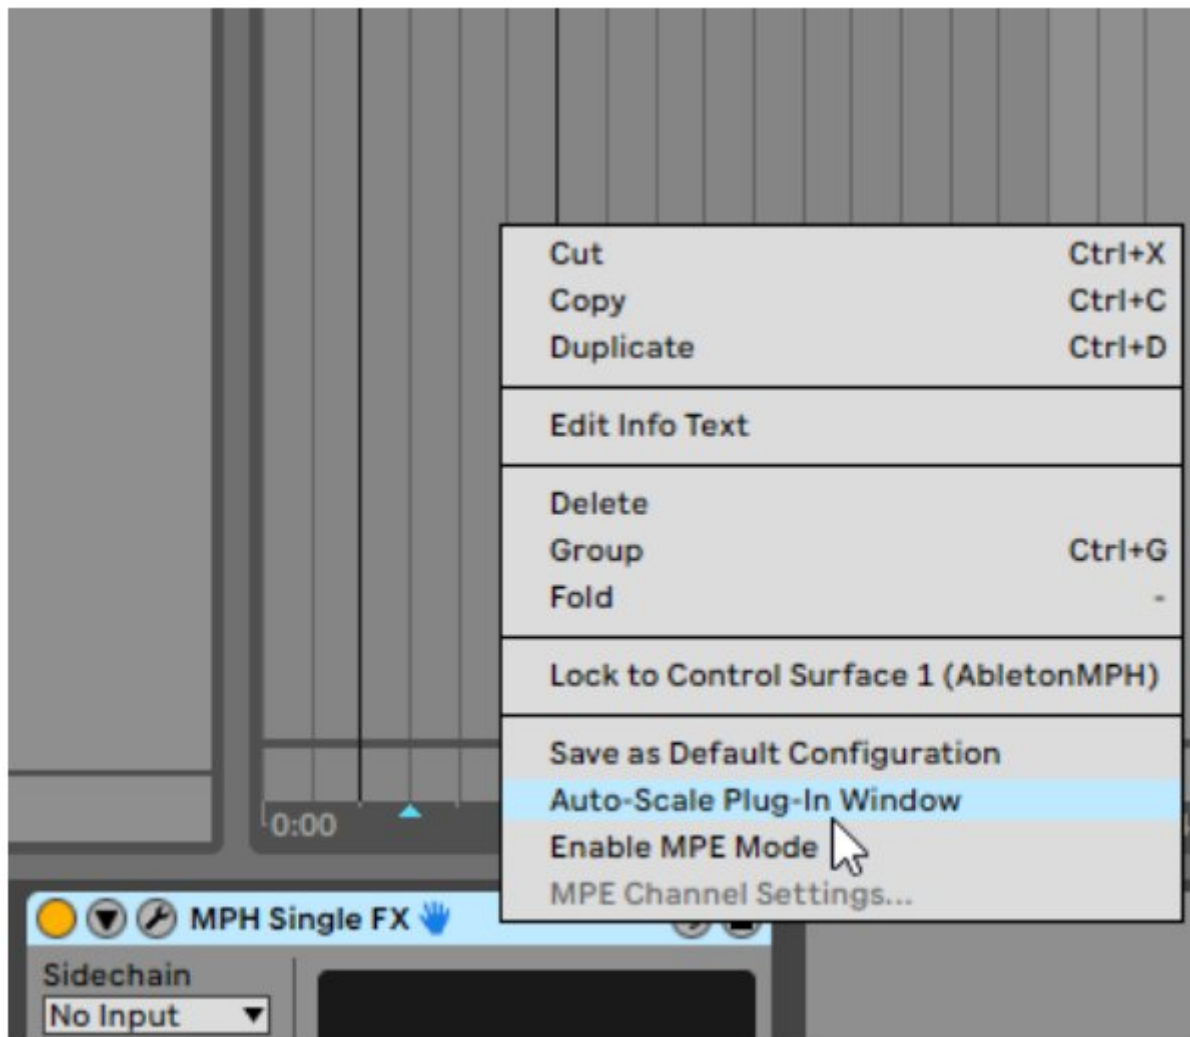 Cut Ctrl+X
Copy Ctrl+C
Duplicate Ctrl+D
Edit Info Text
Delete
Group Ctrl+G
Fold -
Lock to Control Surface 1 (AbletonMPH)
Save as Default Configuration
Auto-Scale Plug-In Window
Enable MPE Mode
MPE Channel Settings...
0:00
MPH Single FX
Sidechain
No Input